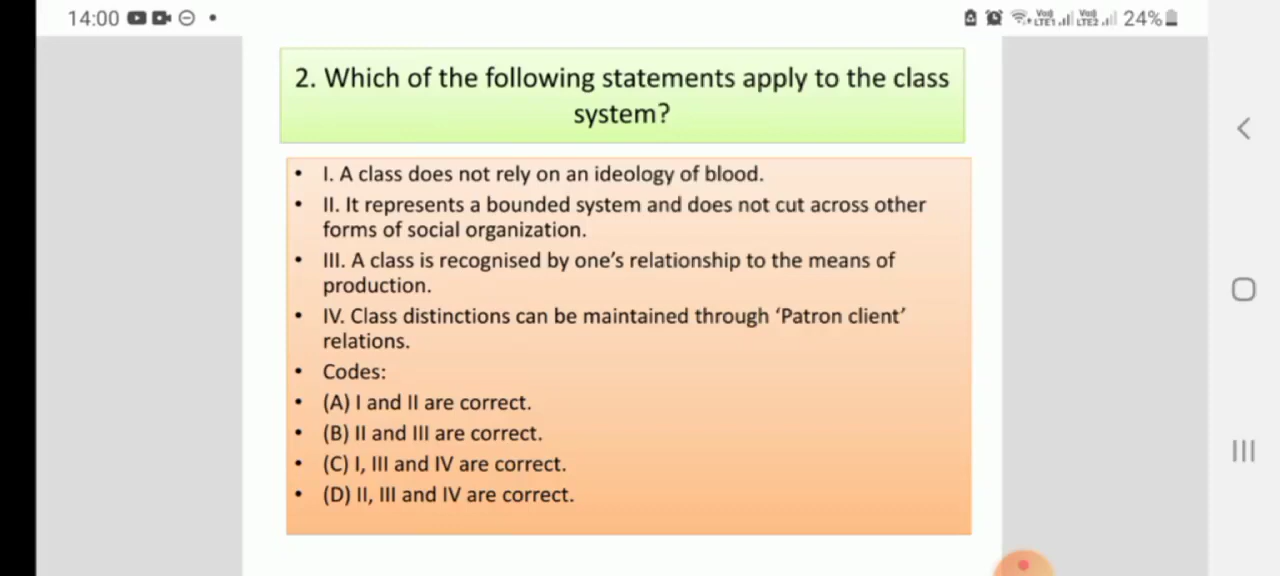 14:00
VoD LTE1 VoD LTE2 24%
2. Which of the following statements apply to the class
system?
• I. A class does not rely on an ideology of blood.
• II. It represents a bounded system and does not cut across other
forms of social organization.
• III. A class is recognised by one’s relationship to the means of
production.
• IV. Class distinctions can be maintained through ‘Patron client’
relations.
• Codes:
• (A) I and II are correct.
• (B) II and III are correct.
• (C) I, III and IV are correct.
• (D) II, III and IV are correct.